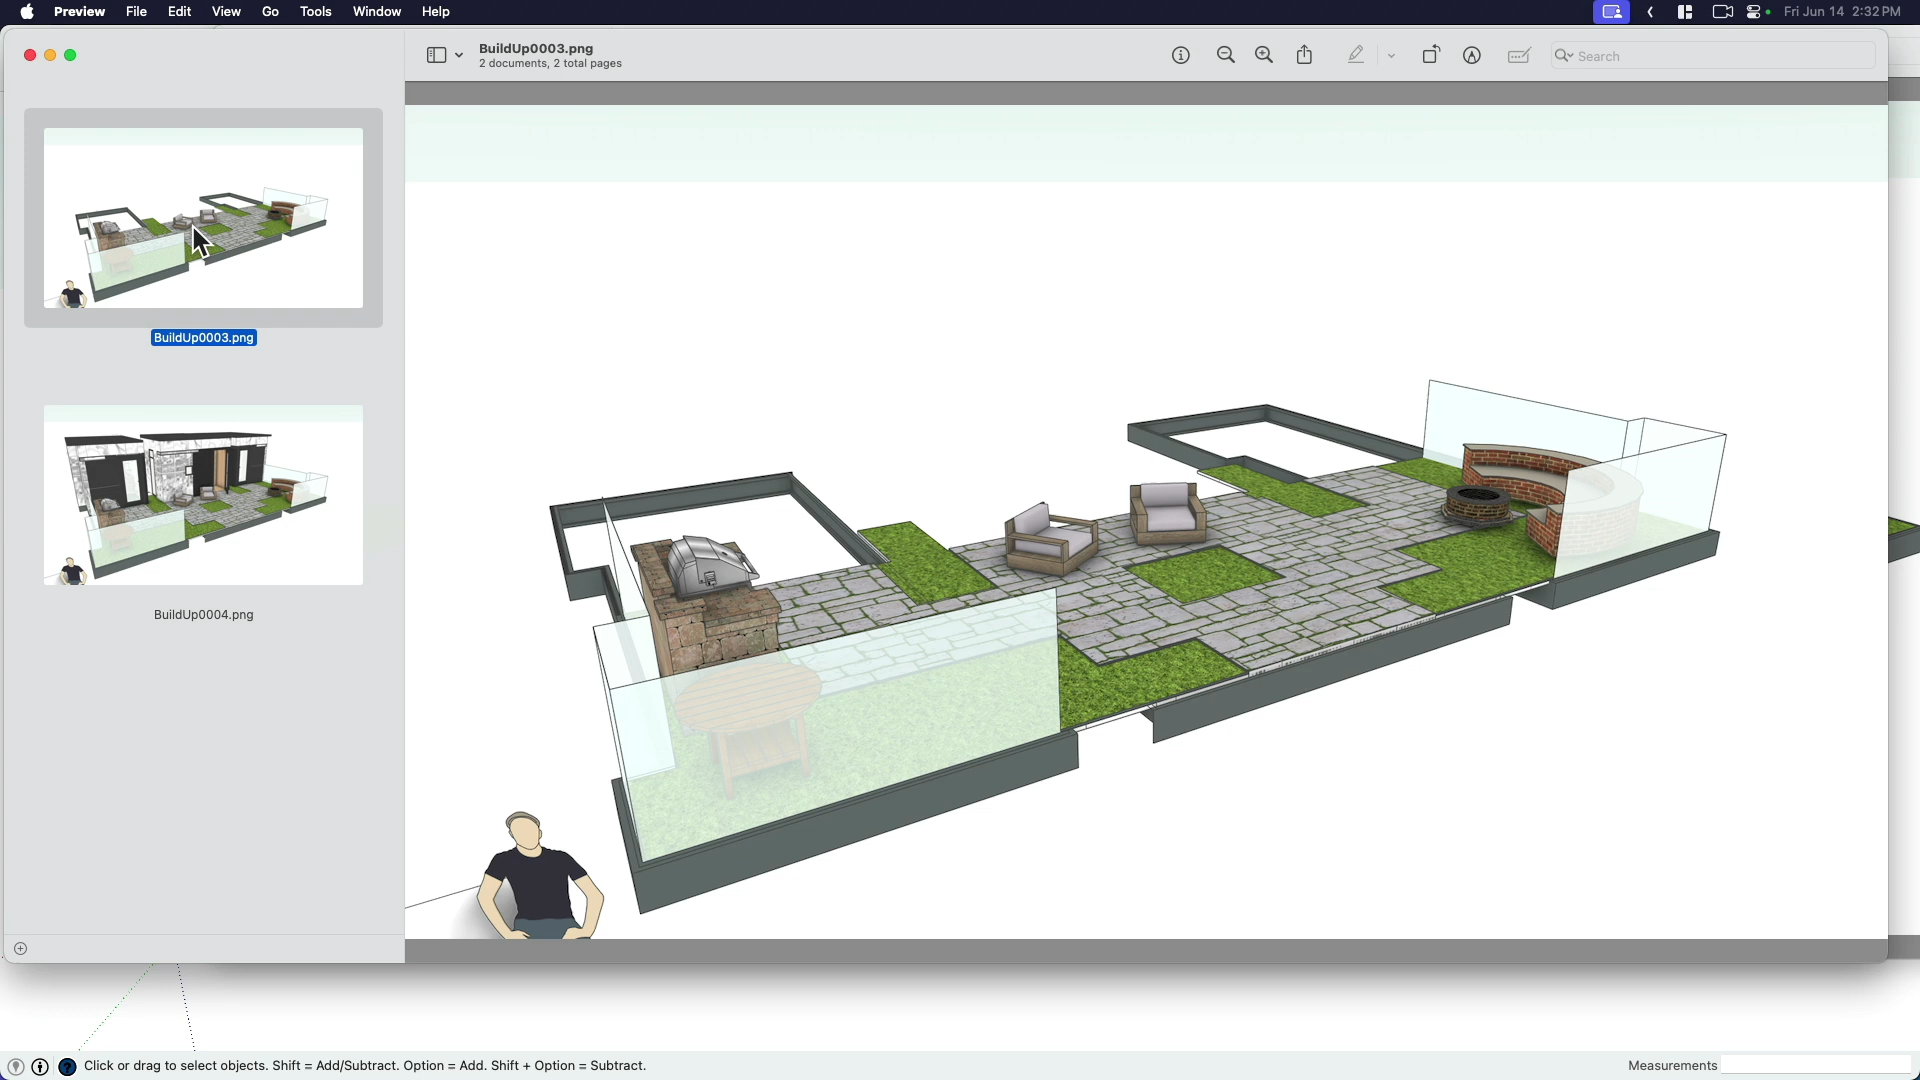 Preview File Edit View Go Tools Window Help
Fri Jun 14 2:32 PM
BuildUp0003.png
2 documents, 2 total pages
Search
BuildUp0003.png
BuildUp0004.png
Click or drag to select objects. Shift = Add/Subtract. Option = Add. Shift + Option = Subtract.
Measurements